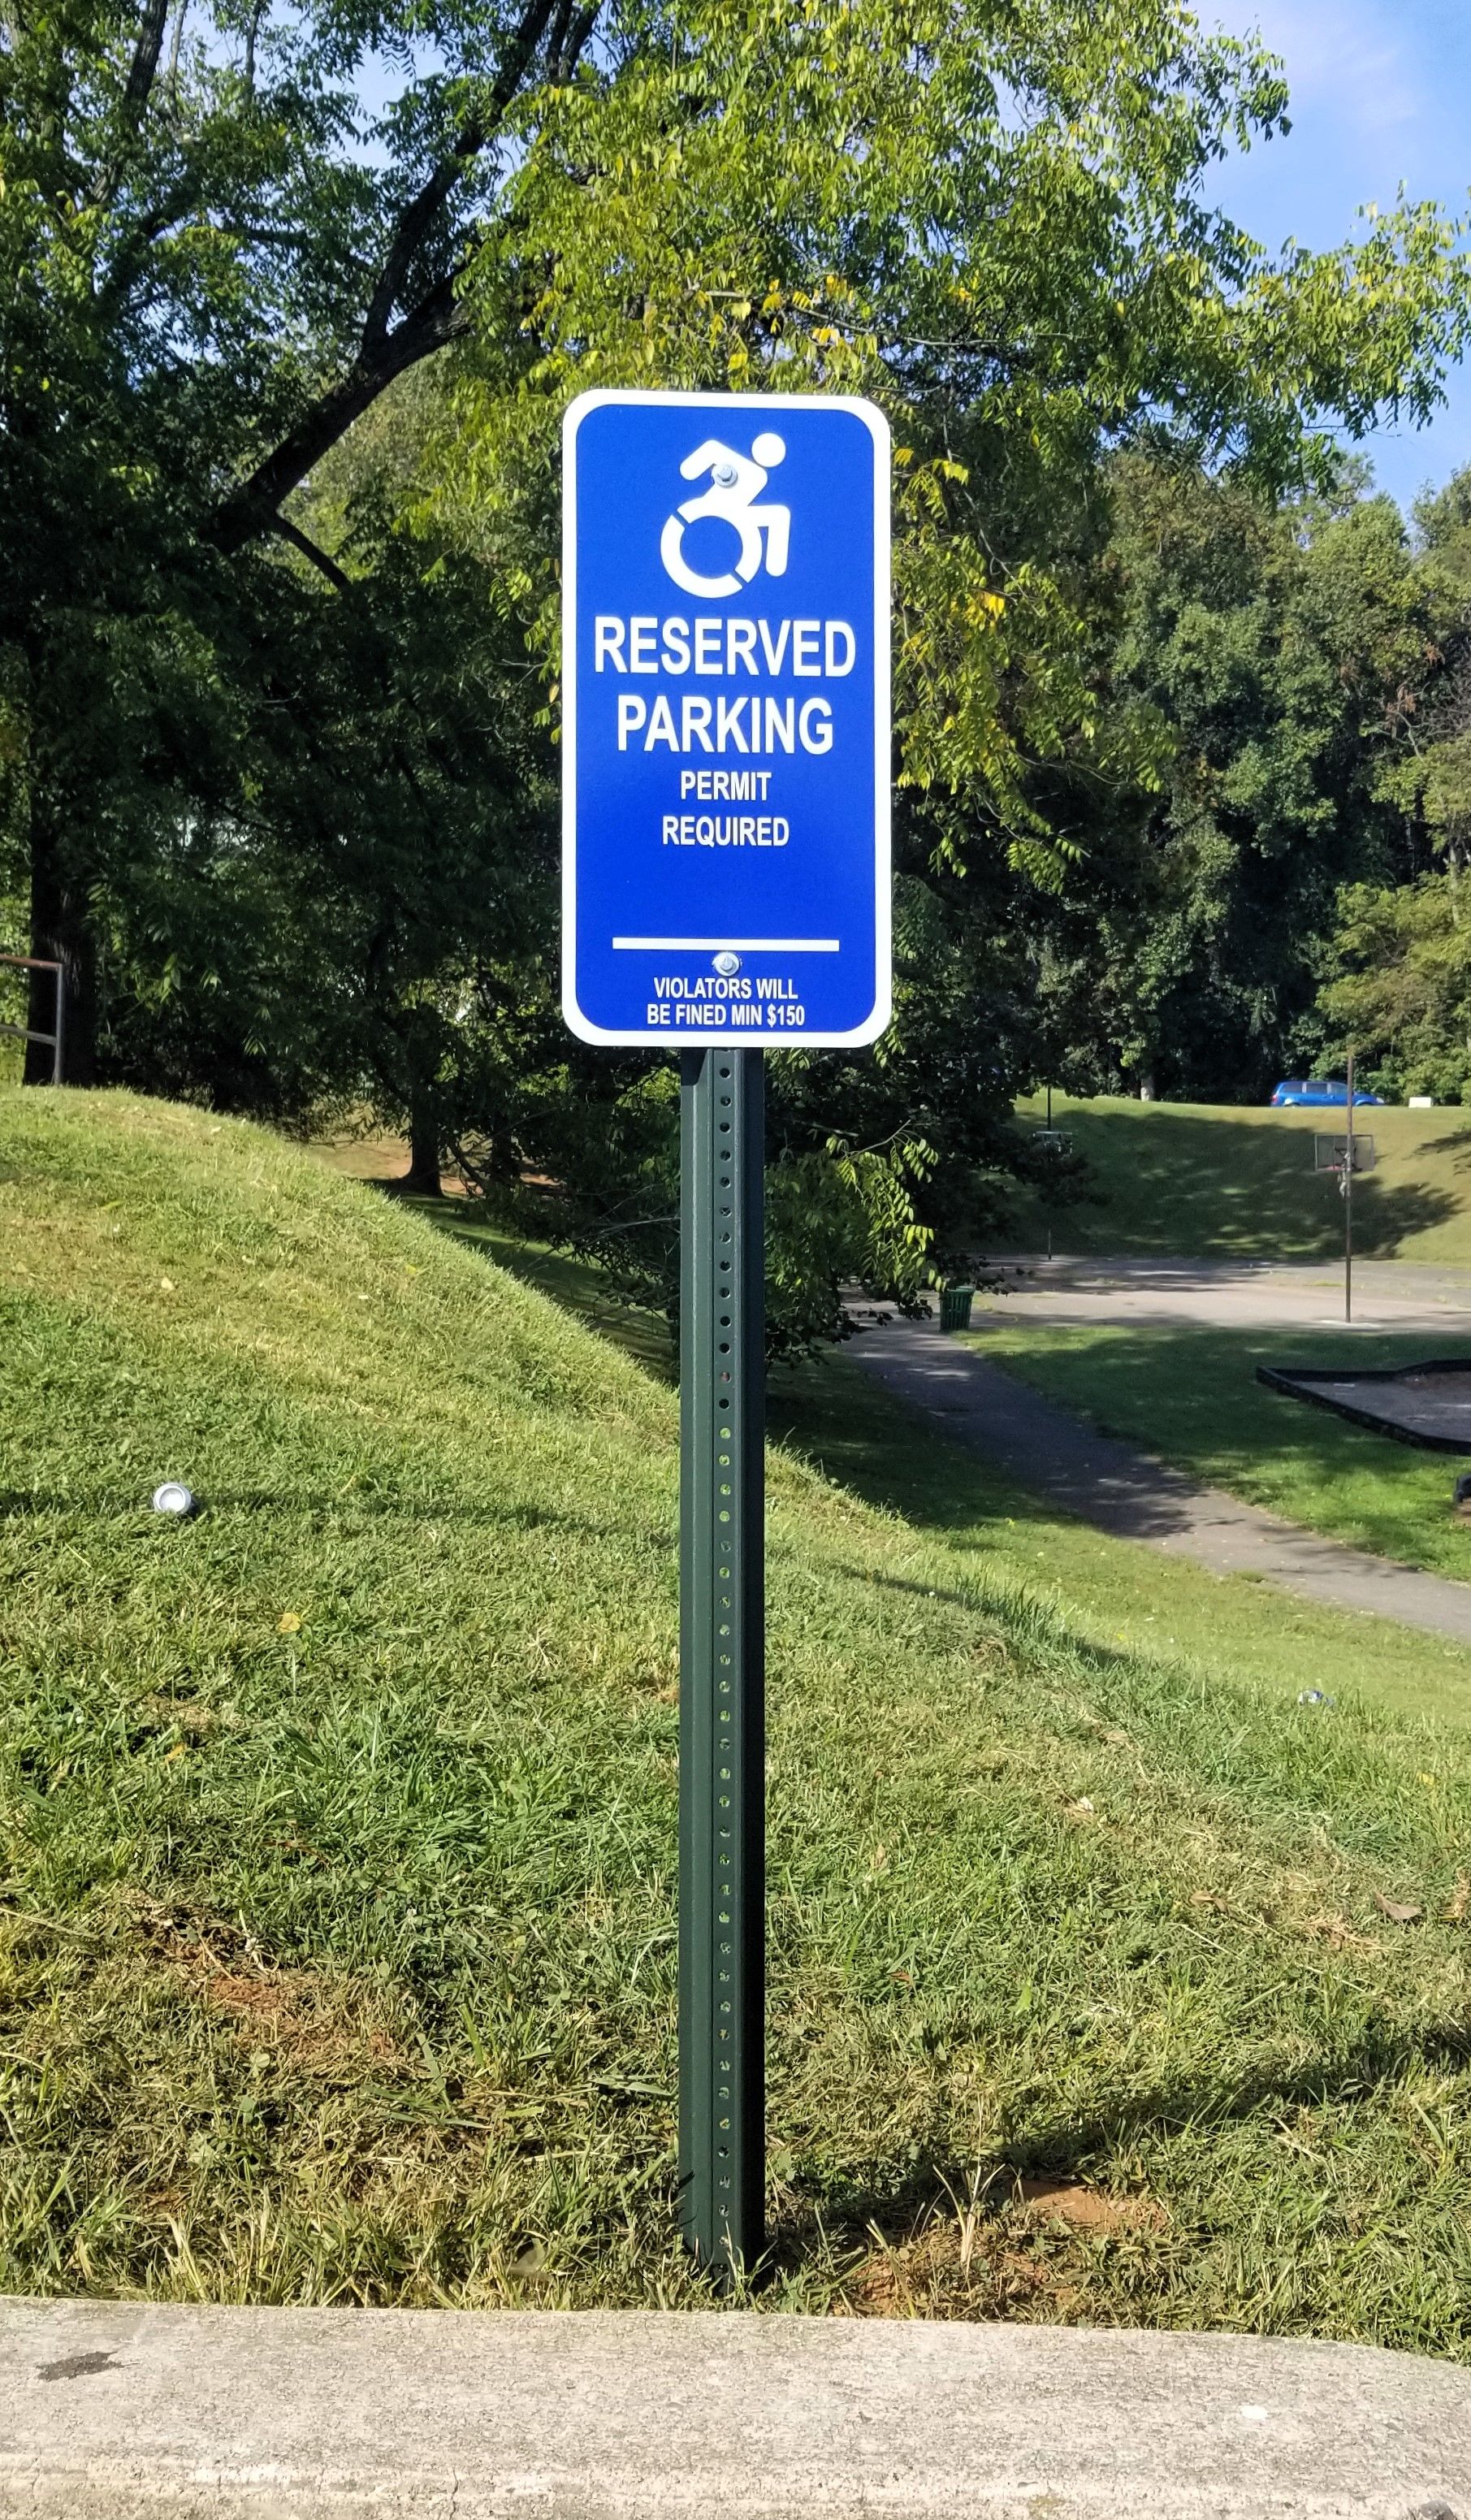 RESERVED
PARKING
PERMIT
REQUIRED
VIOLATORS WILL
BE FINED MIN $150